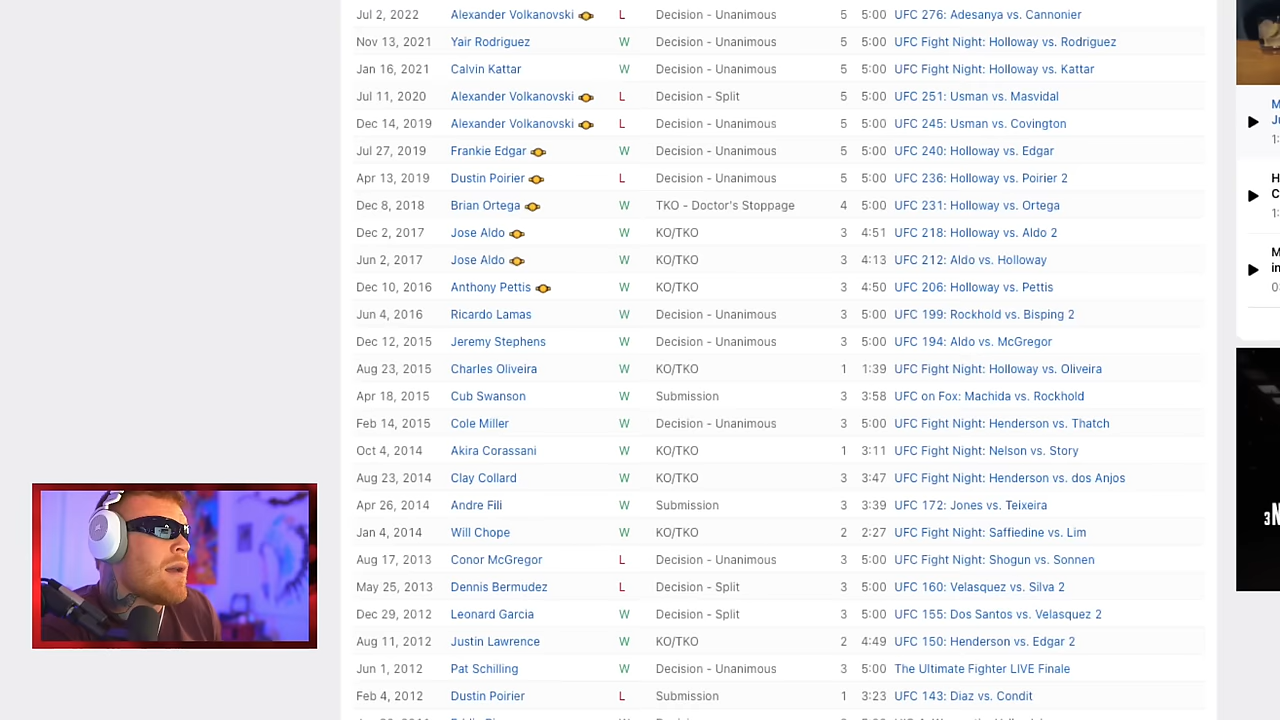 Jul 2, 2022 Alexander Volkanovski L Decision - Unanimous 5 5:00 UFC 276: Adesanya vs. Cannonier
Nov 13, 2021 Yair Rodriguez W Decision - Unanimous 5 5:00 UFC Fight Night: Holloway vs. Rodriguez
Jan 16, 2021 Calvin Kattar W Decision - Unanimous 5 5:00 UFC Fight Night: Holloway vs. Kattar
Jul 11, 2020 Alexander Volkanovski L Decision - Split 5 5:00 UFC 251: Usman vs. Masvidal
Dec 14, 2019 Alexander Volkanovski L Decision - Unanimous 5 5:00 UFC 245: Usman vs. Covington
Jul 27, 2019 Frankie Edgar W Decision - Unanimous 5 5:00 UFC 240: Holloway vs. Edgar
Apr 13, 2019 Dustin Poirier L Decision - Unanimous 5 5:00 UFC 236: Holloway vs. Poirier 2
Dec 8, 2018 Brian Ortega W TKO - Doctor's Stoppage 4 5:00 UFC 231: Holloway vs. Ortega
Dec 2, 2017 Jose Aldo W KO/TKO 3 4:51 UFC 218: Holloway vs. Aldo 2
Jun 2, 2017 Jose Aldo W KO/TKO 3 4:13 UFC 212: Aldo vs. Holloway
Dec 10, 2016 Anthony Pettis W KO/TKO 3 4:50 UFC 206: Holloway vs. Pettis
Jun 4, 2016 Ricardo Lamas W Decision - Unanimous 3 5:00 UFC 199: Rockhold vs. Bisping 2
Dec 12, 2015 Jeremy Stephens W Decision - Unanimous 3 5:00 UFC 194: Aldo vs. McGregor
Aug 23, 2015 Charles Oliveira W KO/TKO 1 1:39 UFC Fight Night: Holloway vs. Oliveira
Apr 18, 2015 Cub Swanson W Submission 3 3:58 UFC on Fox: Machida vs. Rockhold
Feb 14, 2015 Cole Miller W Decision - Unanimous 3 5:00 UFC Fight Night: Henderson vs. Thatch
Oct 4, 2014 Akira Corassani W KO/TKO 1 3:11 UFC Fight Night: Nelson vs. Story
Aug 23, 2014 Clay Collard W KO/TKO 3 3:47 UFC Fight Night: Henderson vs. dos Anjos
Apr 26, 2014 Andre Fili W Submission 3 3:39 UFC 172: Jones vs. Teixeira
Jan 4, 2014 Will Chope W KO/TKO 2 2:27 UFC Fight Night: Saffiedine vs. Lim
Aug 17, 2013 Conor McGregor L Decision - Unanimous 3 5:00 UFC Fight Night: Shogun vs. Sonnen
May 25, 2013 Dennis Bermudez L Decision - Split 3 5:00 UFC 160: Velasquez vs. Silva 2
Dec 29, 2012 Leonard Garcia W Decision - Split 3 5:00 UFC 155: Dos Santos vs. Velasquez 2
Aug 11, 2012 Justin Lawrence W KO/TKO 2 4:49 UFC 150: Henderson vs. Edgar 2
Jun 1, 2012 Pat Schilling W Decision - Unanimous 3 5:00 The Ultimate Fighter LIVE Finale
Feb 4, 2012 Dustin Poirier L Submission 1 3:23 UFC 143: Diaz vs. Condit